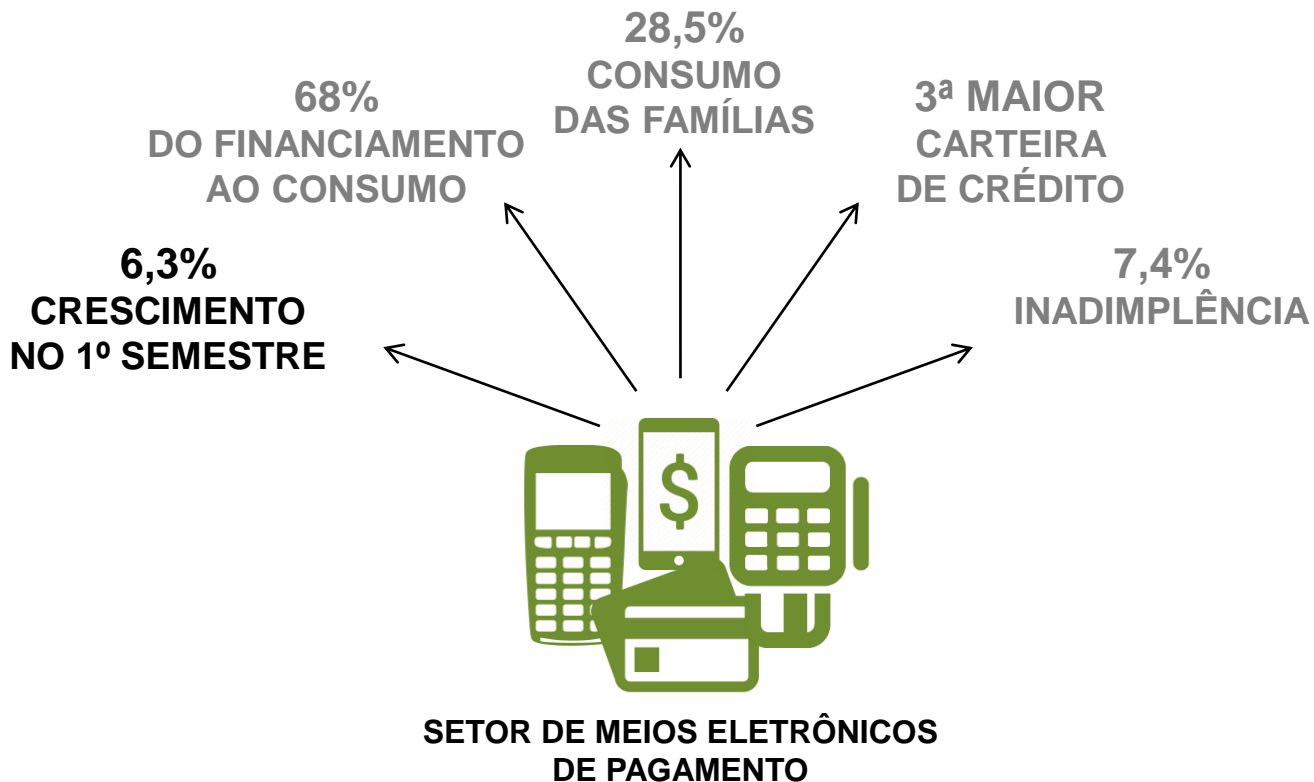 28,5%
CONSUMO
DAS FAMÍLIAS
68%
DO FINANCIAMENTO
AO CONSUMO
3ª MAIOR
CARTEIRA
DE CRÉDITO
6,3%
CRESCIMENTO
NO 1º SEMESTRE
7,4%
INADIMPLÊNCIA
$
SETOR DE MEIOS ELETRÔNICOS
DE PAGAMENTO